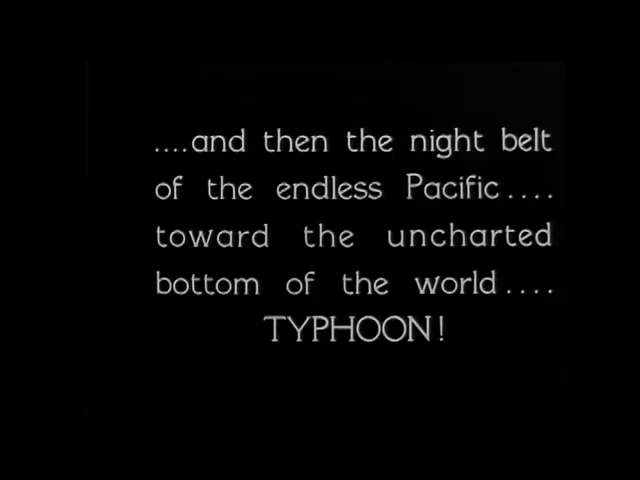 ....and then the night belt
of the endless Pacific....
toward the uncharted
bottom of the world....
TYPHOON!